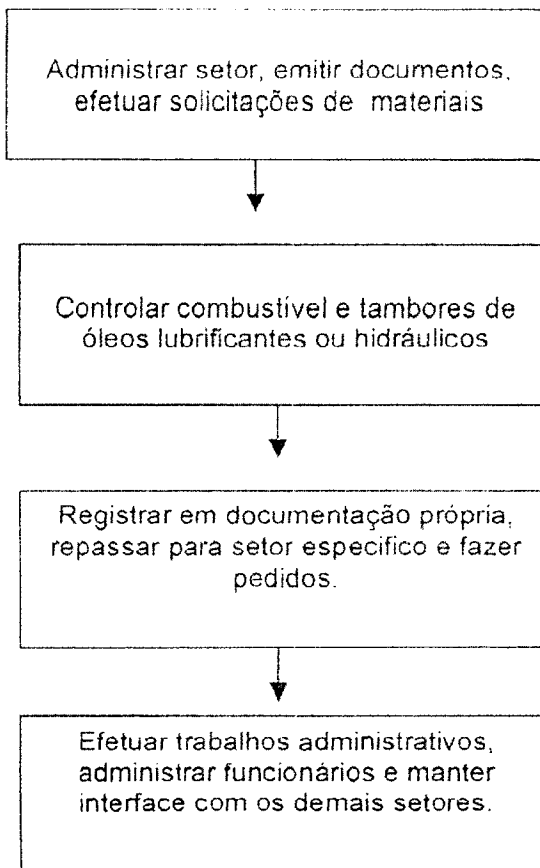 Administrar setor, emitir documentos,
efetuar solicitações de materiais
Controlar combustível e tambores de
óleos lubrificantes ou hidráulicos
Registrar em documentação própria,
repassar para setor especifico e fazer
pedidos.
Efetuar trabalhos administrativos,
administrar funcionários e manter
interface com os demais setores.